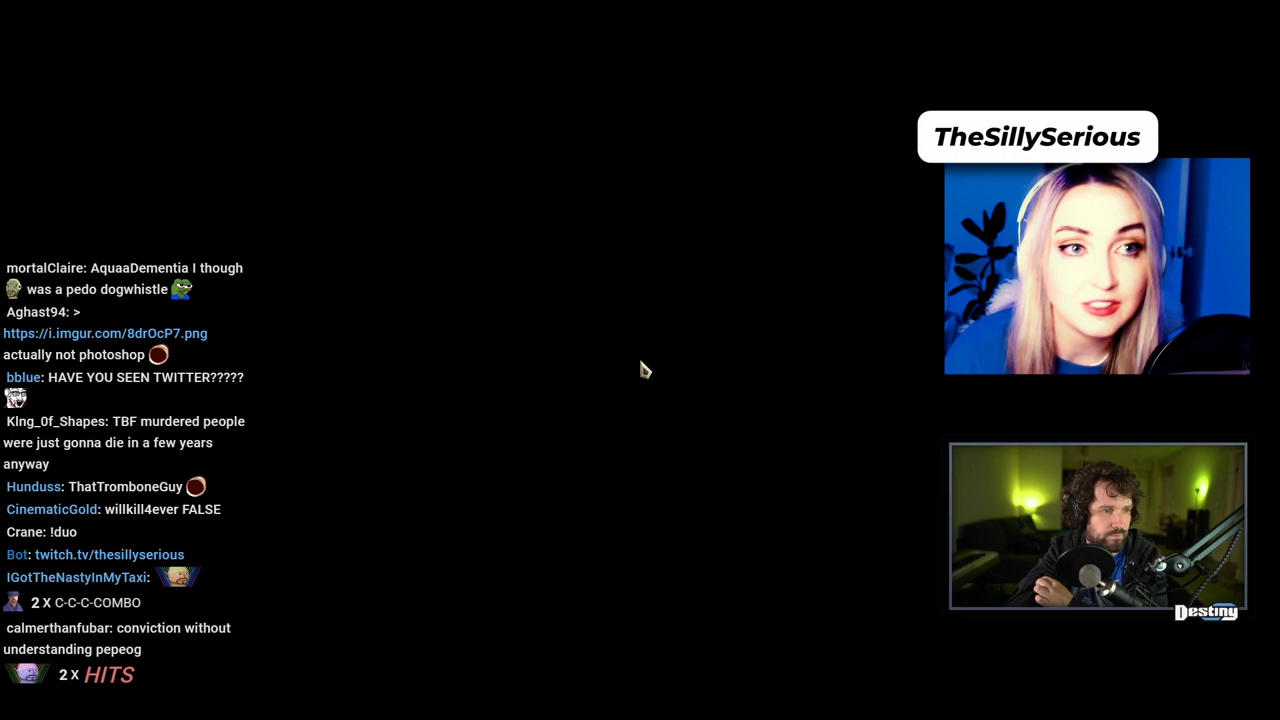 TheSillySerious
mortalClaire: AquaaDementia I though
was a pedo dogwhistle
Aghast94: >
https://i.imgur.com/8drOcP7.png
actually not photoshop
bblue: HAVE YOU SEEN TWITTER?????
KIng_0f_Shapes: TBF murdered people
were just gonna die in a few years
anyway
Hunduss: ThatTromboneGuy
CinematicGold: willkill4ever FALSE
Crane: !duo
Bot: twitch.tv/thesillyserious
IGotTheNastyInMyTaxi:
2 X C-C-C-COMBO
calmerthanfubar: conviction without
understanding pepeog
2 X HITS
Destiny